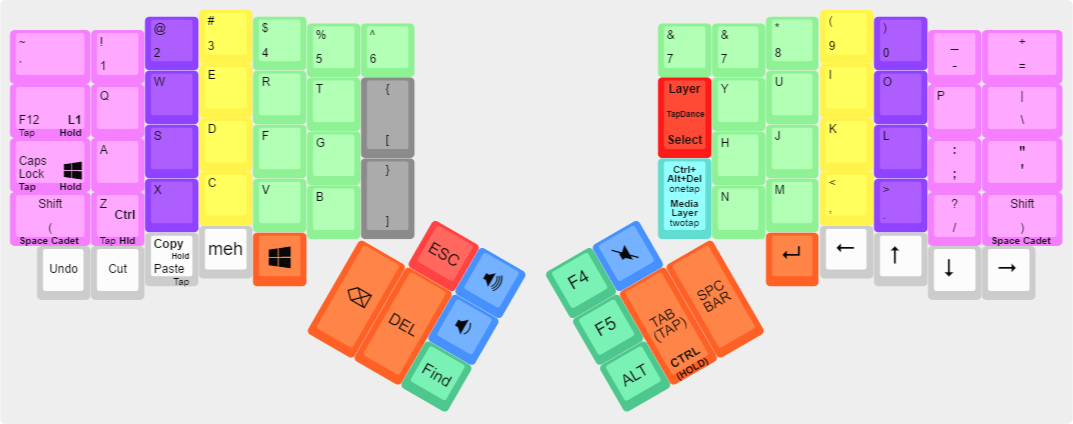 ~
`
!
1
@
2
#
3
$
4
%
5
^
6
&
7
&
7
*
8
(
9
)
0
_
-
+
=
F12 L1
Tap Hold
Q
W
E
R
T
{
[
Layer
TapDance
Select
Y
U
I
O
P
|
\
Caps
Lock
Tap Hold
A
S
D
F
G
}
]
Ctrl+
Alt+Del
onetap
Media
Layer
twotap
H
J
K
L
:
;
"
'
Shift
(
Space Cadet
Z
Ctrl
Tap Hld
X
C
V
B
N
M
<
,
>
.
?
/
Shift
)
Space Cadet
Undo
Cut
Copy
Hold
Paste
Tap
meh
↵
←
↑
↓
→
ESC
DEL
Find
F4
F5
ALT
TAB
(TAP)
CTRL
(HOLD)
SPC
BAR